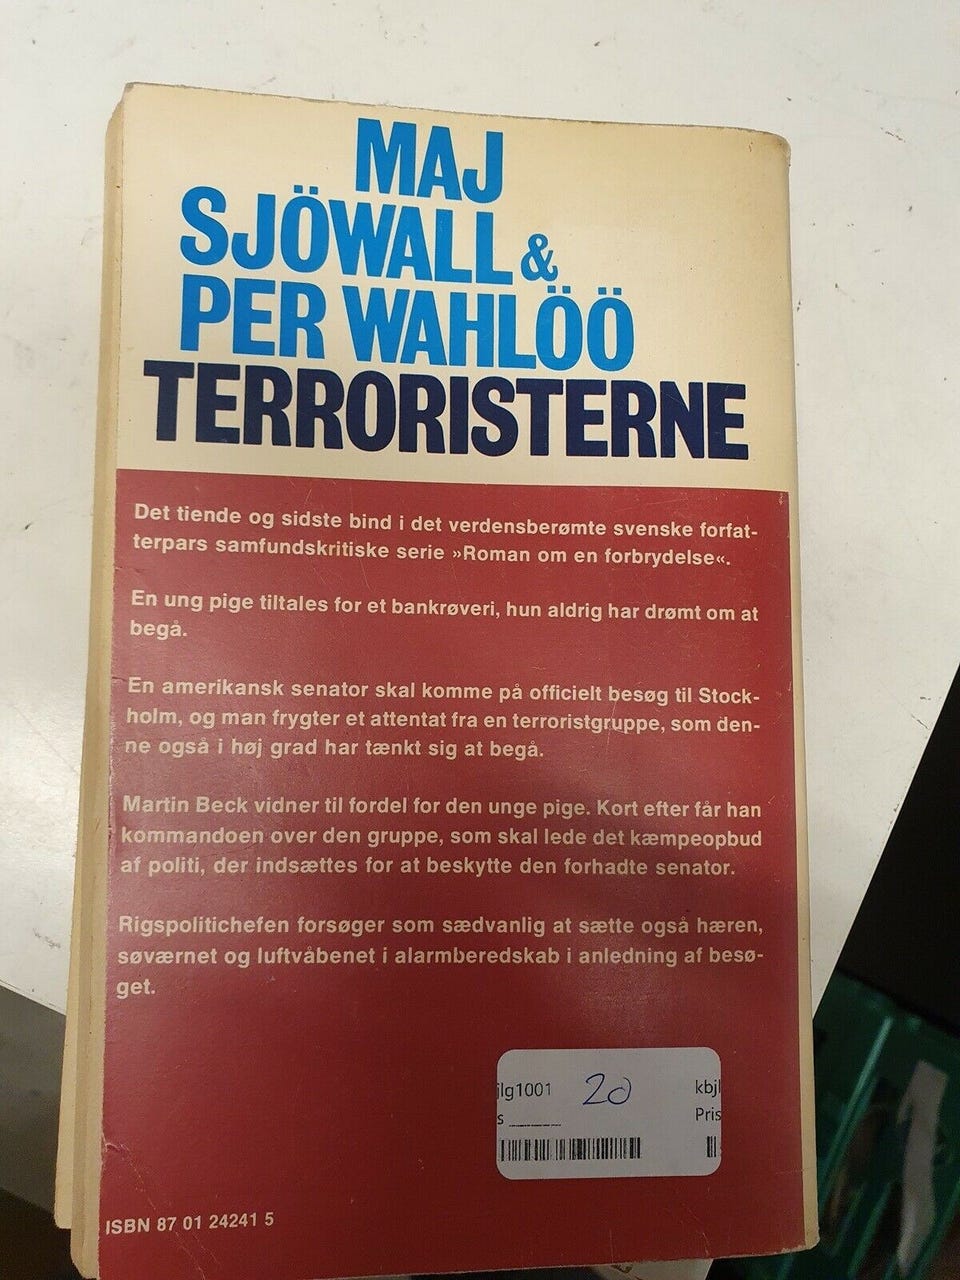 MAJ
SJÖWALL &
PER WAHLÖÖ
TERRORISTERNE
Det tiende og sidste bind i det verdensberømte svenske forfat-
terpars samfundskritiske serie »Roman om en forbrydelse«.
En ung pige tiltales for et bankrøveri, hun aldrig har drømt om at
begå.
En amerikansk senator skal komme på officielt besøg til Stock-
holm, og man frygter et attentat fra en terroristgruppe, som den-
ne også i høj grad har tænkt sig at begå.
Martin Beck vidner til fordel for den unge pige. Kort efter får han
kommandoen over den gruppe, som skal lede det kæmpeopbud
af politi, der indsættes for at beskytte den forhadte senator.
Rigspolitichefen forsøger som sædvanlig at sætte også hæren,
søværnet og luftvåbenet i alarmberedskab i anledning af besø-
get.
jlg1001 20 kbjl
s Pris
ISBN 87 01 24241 5